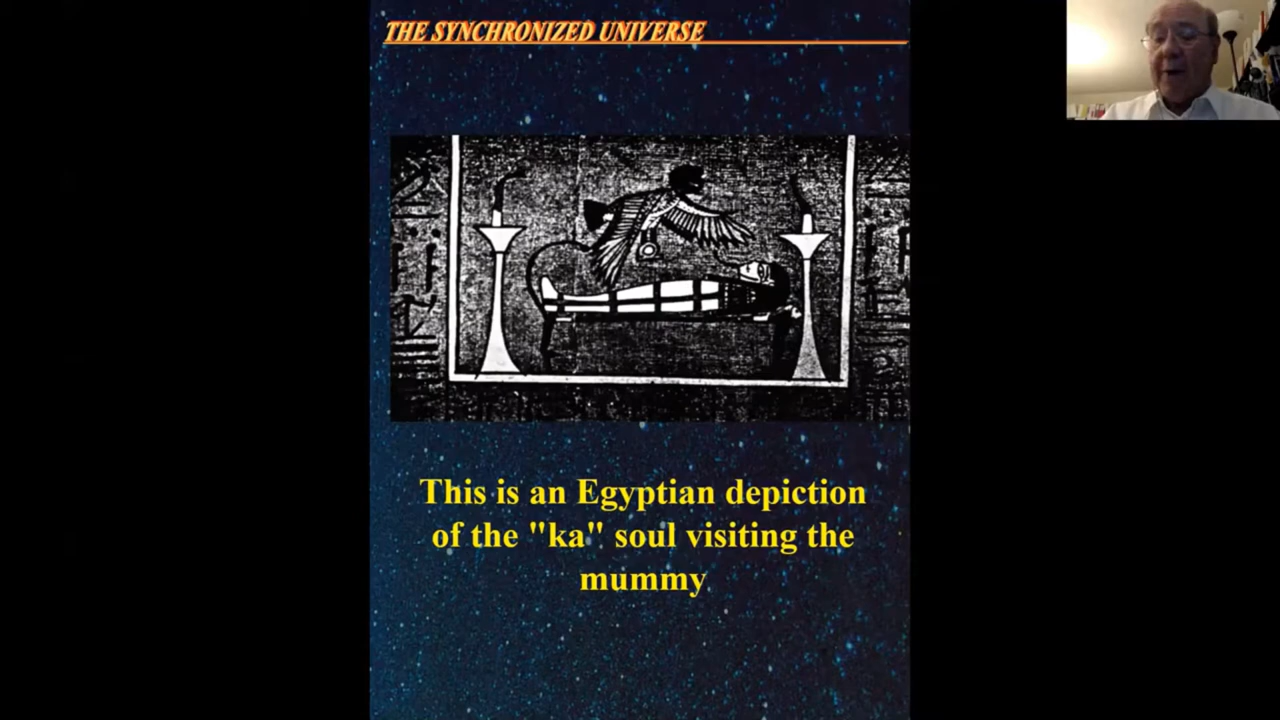 THE SYNCHRONIZED UNIVERSE
This is an Egyptian depiction
of the "ka" soul visiting the
mummy